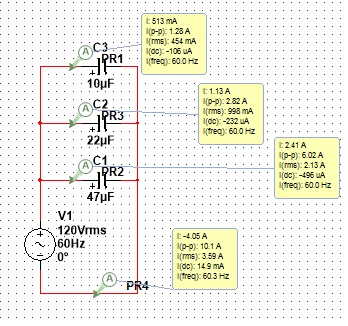 I: 513 mA
I(p-p): 1.28 A
I(rms): 454 mA
I(dc): -106 uA
I(freq): 60.0 Hz
A
C3
PR1
+
10µF
I: 1.13 A
I(p-p): 2.82 A
I(rms): 998 mA
I(dc): -232 uA
I(freq): 60.0 Hz
A
C2
PR3
+
22µF
I: 2.41 A
I(p-p): 6.02 A
I(rms): 2.13 A
I(dc): -496 uA
I(freq): 60.0 Hz
A
C1
PR2
+
47µF
V1
120Vrms
60Hz
0°
+
I: -4.05 A
I(p-p): 10.1 A
I(rms): 3.59 A
I(dc): 14.9 mA
I(freq): 60.3 Hz
A
PR4